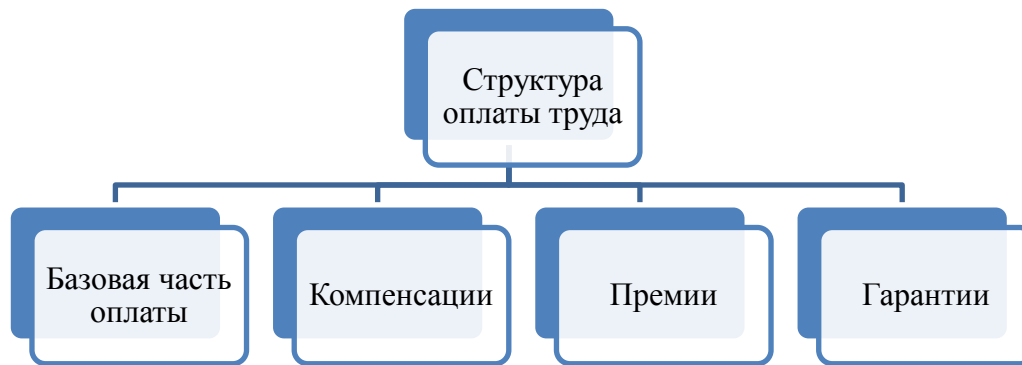 Структура
оплаты труда
Базовая часть
оплаты
Компенсации
Премии
Гарантии